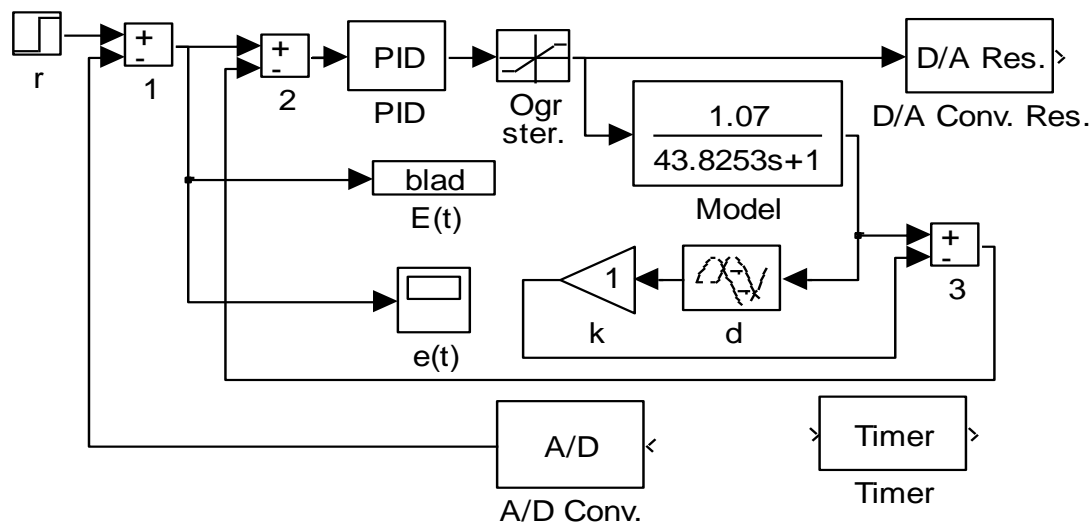 +
-
r
1
+
-
2
PID
PID
Ogr
ster.
D/A Res.
D/A Conv. Res.
1.07
43.8253s+1
Model
blad
E(t)
e(t)
1
k
d
+
-
3
A/D
A/D Conv.
Timer
Timer